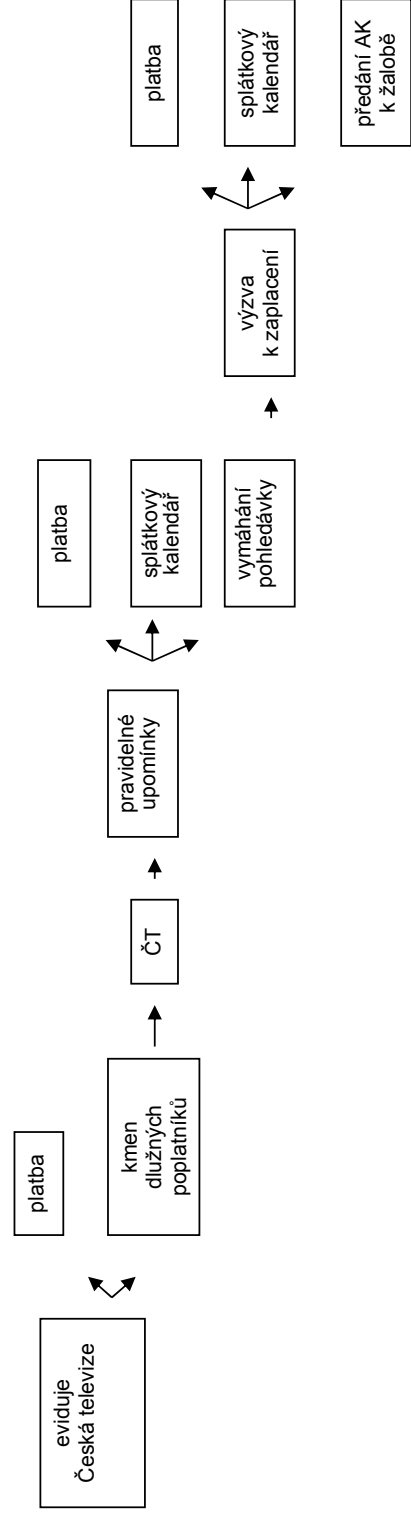 eviduje
Česká televize
platba
kmen
dlužných
poplatníků
ČT
pravidelné
upomínky
platba
splátkový
kalendář
vymáhání
pohledávky
výzva
k zaplacení
platba
splátkový
kalendář
předání AK
k žalobě